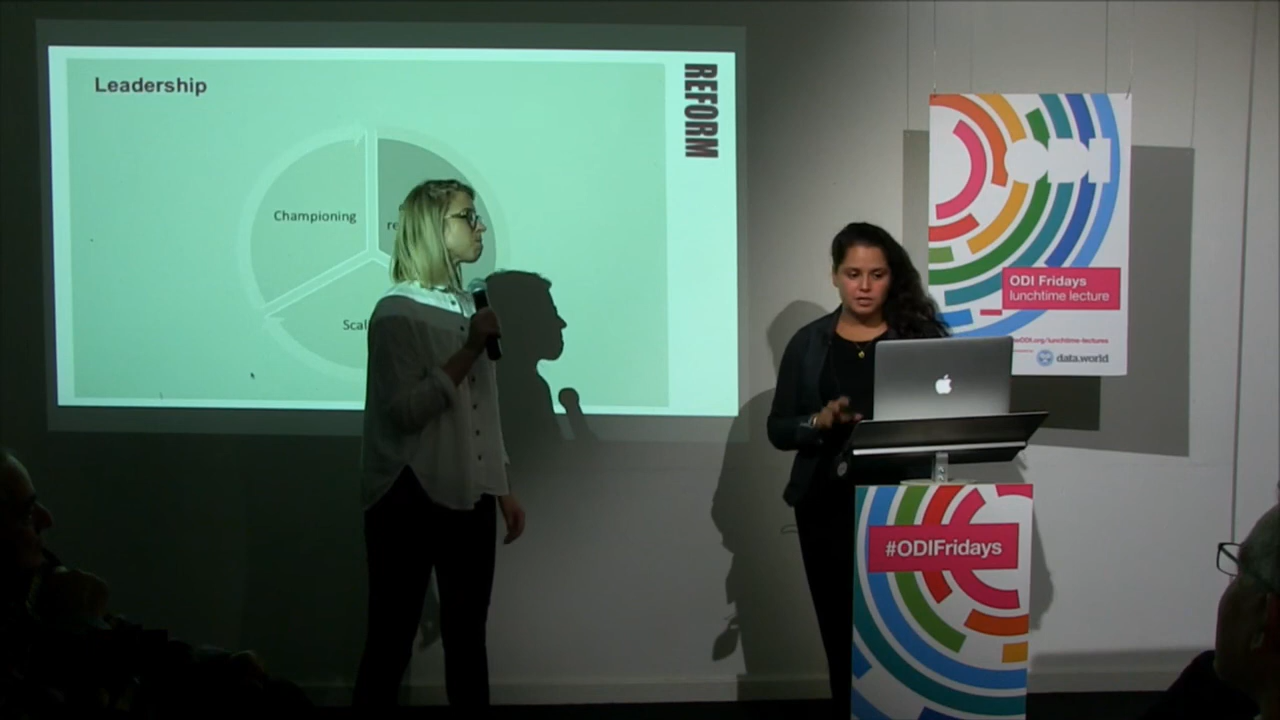 Leadership
REFORM
Championing
ODI Fridays
lunchtime lecture
data.world
#ODIFridays